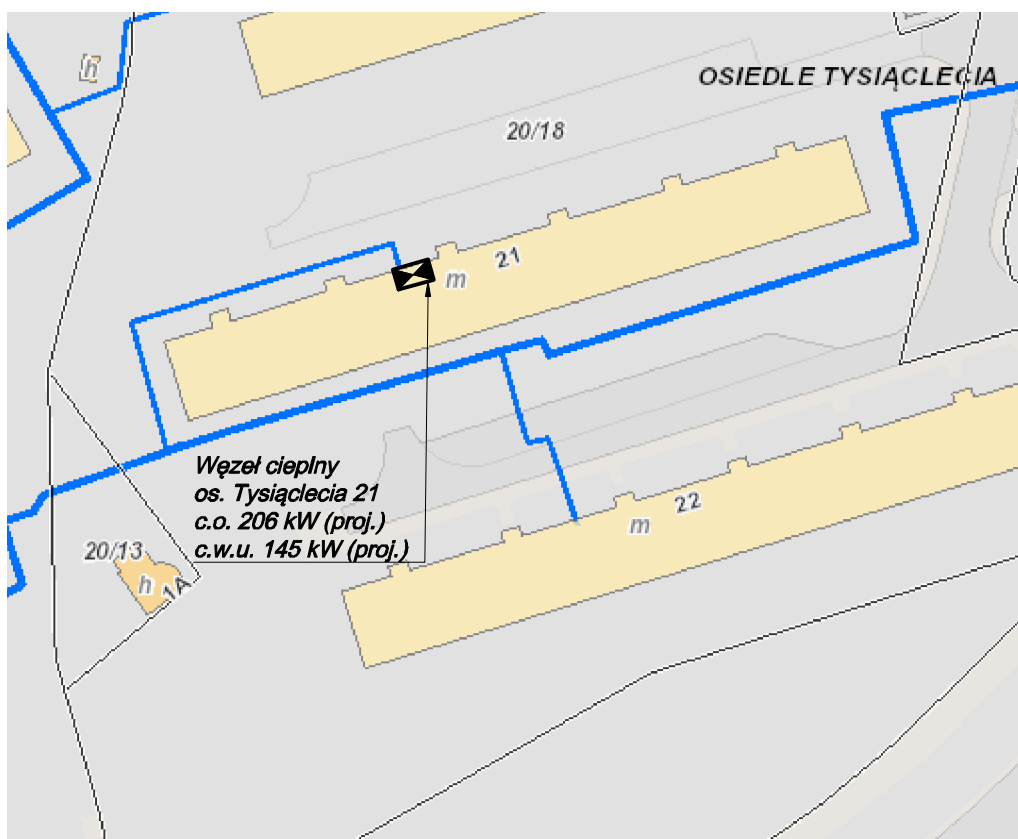 h
OSIEDLE TYSIĄCLECIA
20/18
21
m
Węzeł cieplny
os. Tysiąclecia 21
c.o. 206 kW (proj.)
c.w.u. 145 kW (proj.)
22
m
20/13
h
1A